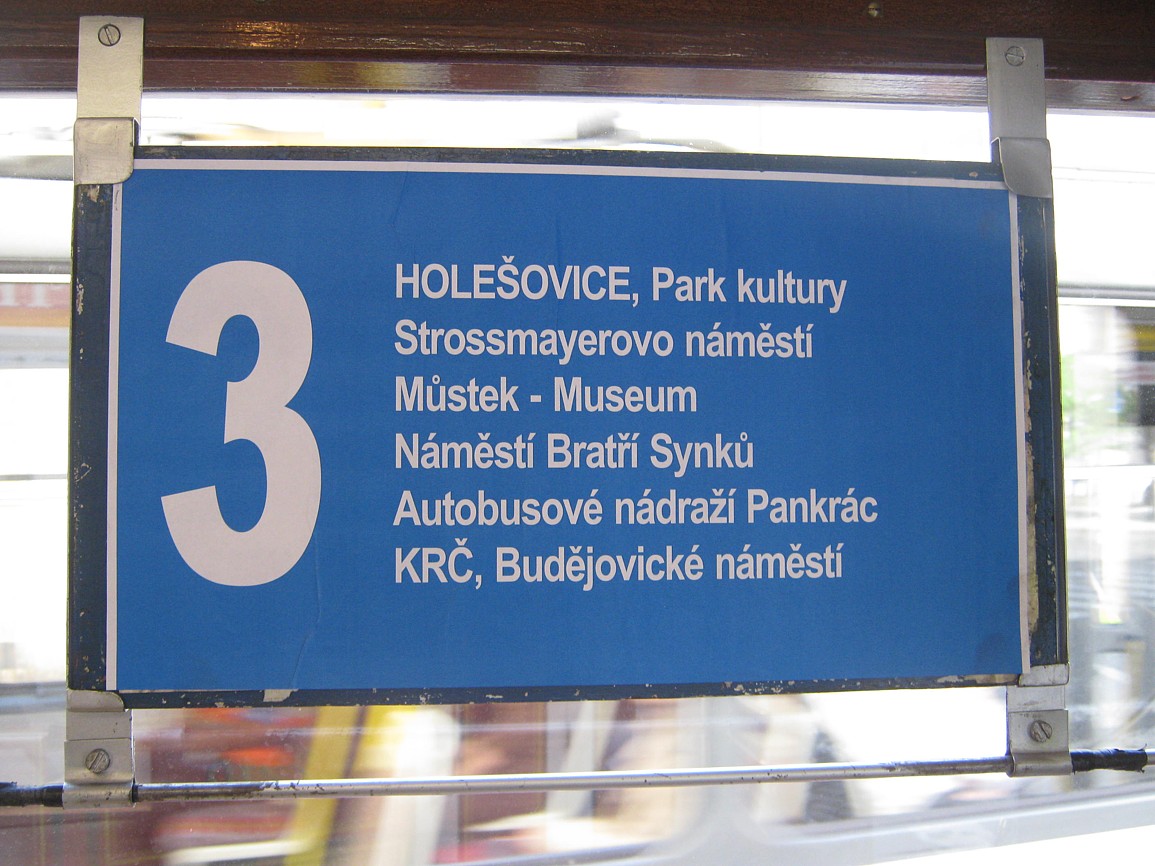 3
HOLEŠOVICE, Park kultury
Strossmayerovo náměstí
Můstek - Museum
Náměstí Bratří Synků
Autobusové nádraží Pankrác
KRČ, Budějovické náměstí